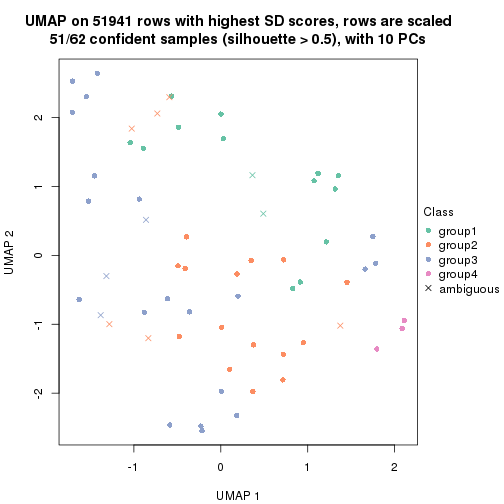 UMAP on 51941 rows with highest SD scores, rows are scaled
51/62 confident samples (silhouette > 0.5), with 10 PCs
2
1
0
-1
-2
UMAP 2
-1
0
1
2
UMAP 1
Class
group1
group2
group3
group4
ambiguous